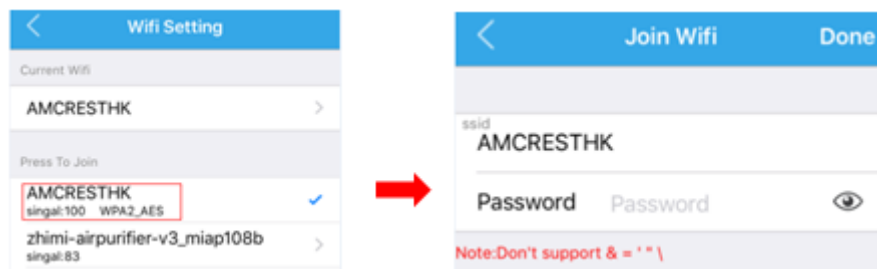 Wifi Setting
Current Wifi
AMCRESTHK
Press To Join
AMCRESTHK
singal:100 WPA2_AES
zhimi-airpurifier-v3_miap108b
singal:83
Join Wifi Done
ssid
AMCRESTHK
Password Password
Note:Don't support & = ' " \